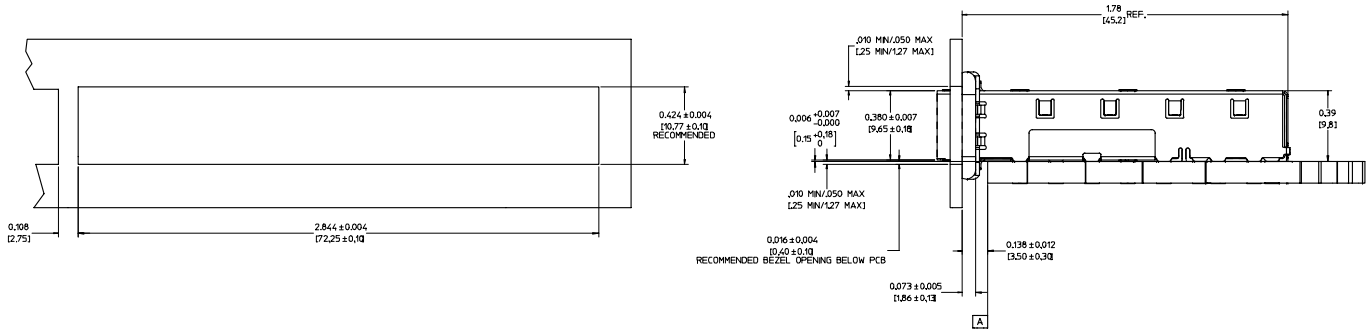 1.78
[45.2] REF.
.010 MIN/.050 MAX
[.25 MIN/1.27 MAX]
0.424 ±0.004
[10.77 ±0.10]
RECOMMENDED
0.006 +0.007
-0.000
[0.15 +0.18
0]
0.380 ±0.007
[9.65 ±0.18]
0.39
[9.8]
.010 MIN/.050 MAX
[.25 MIN/1.27 MAX]
0.108
[2.75]
2.844 ±0.004
[72.25 ±0.10]
0.016 ±0.004
[0.40 ±0.10]
RECOMMENDED BEZEL OPENING BELOW PCB
0.138 ±0.012
[3.50 ±0.30]
0.073 ±0.005
[1.86 ±0.13]
A